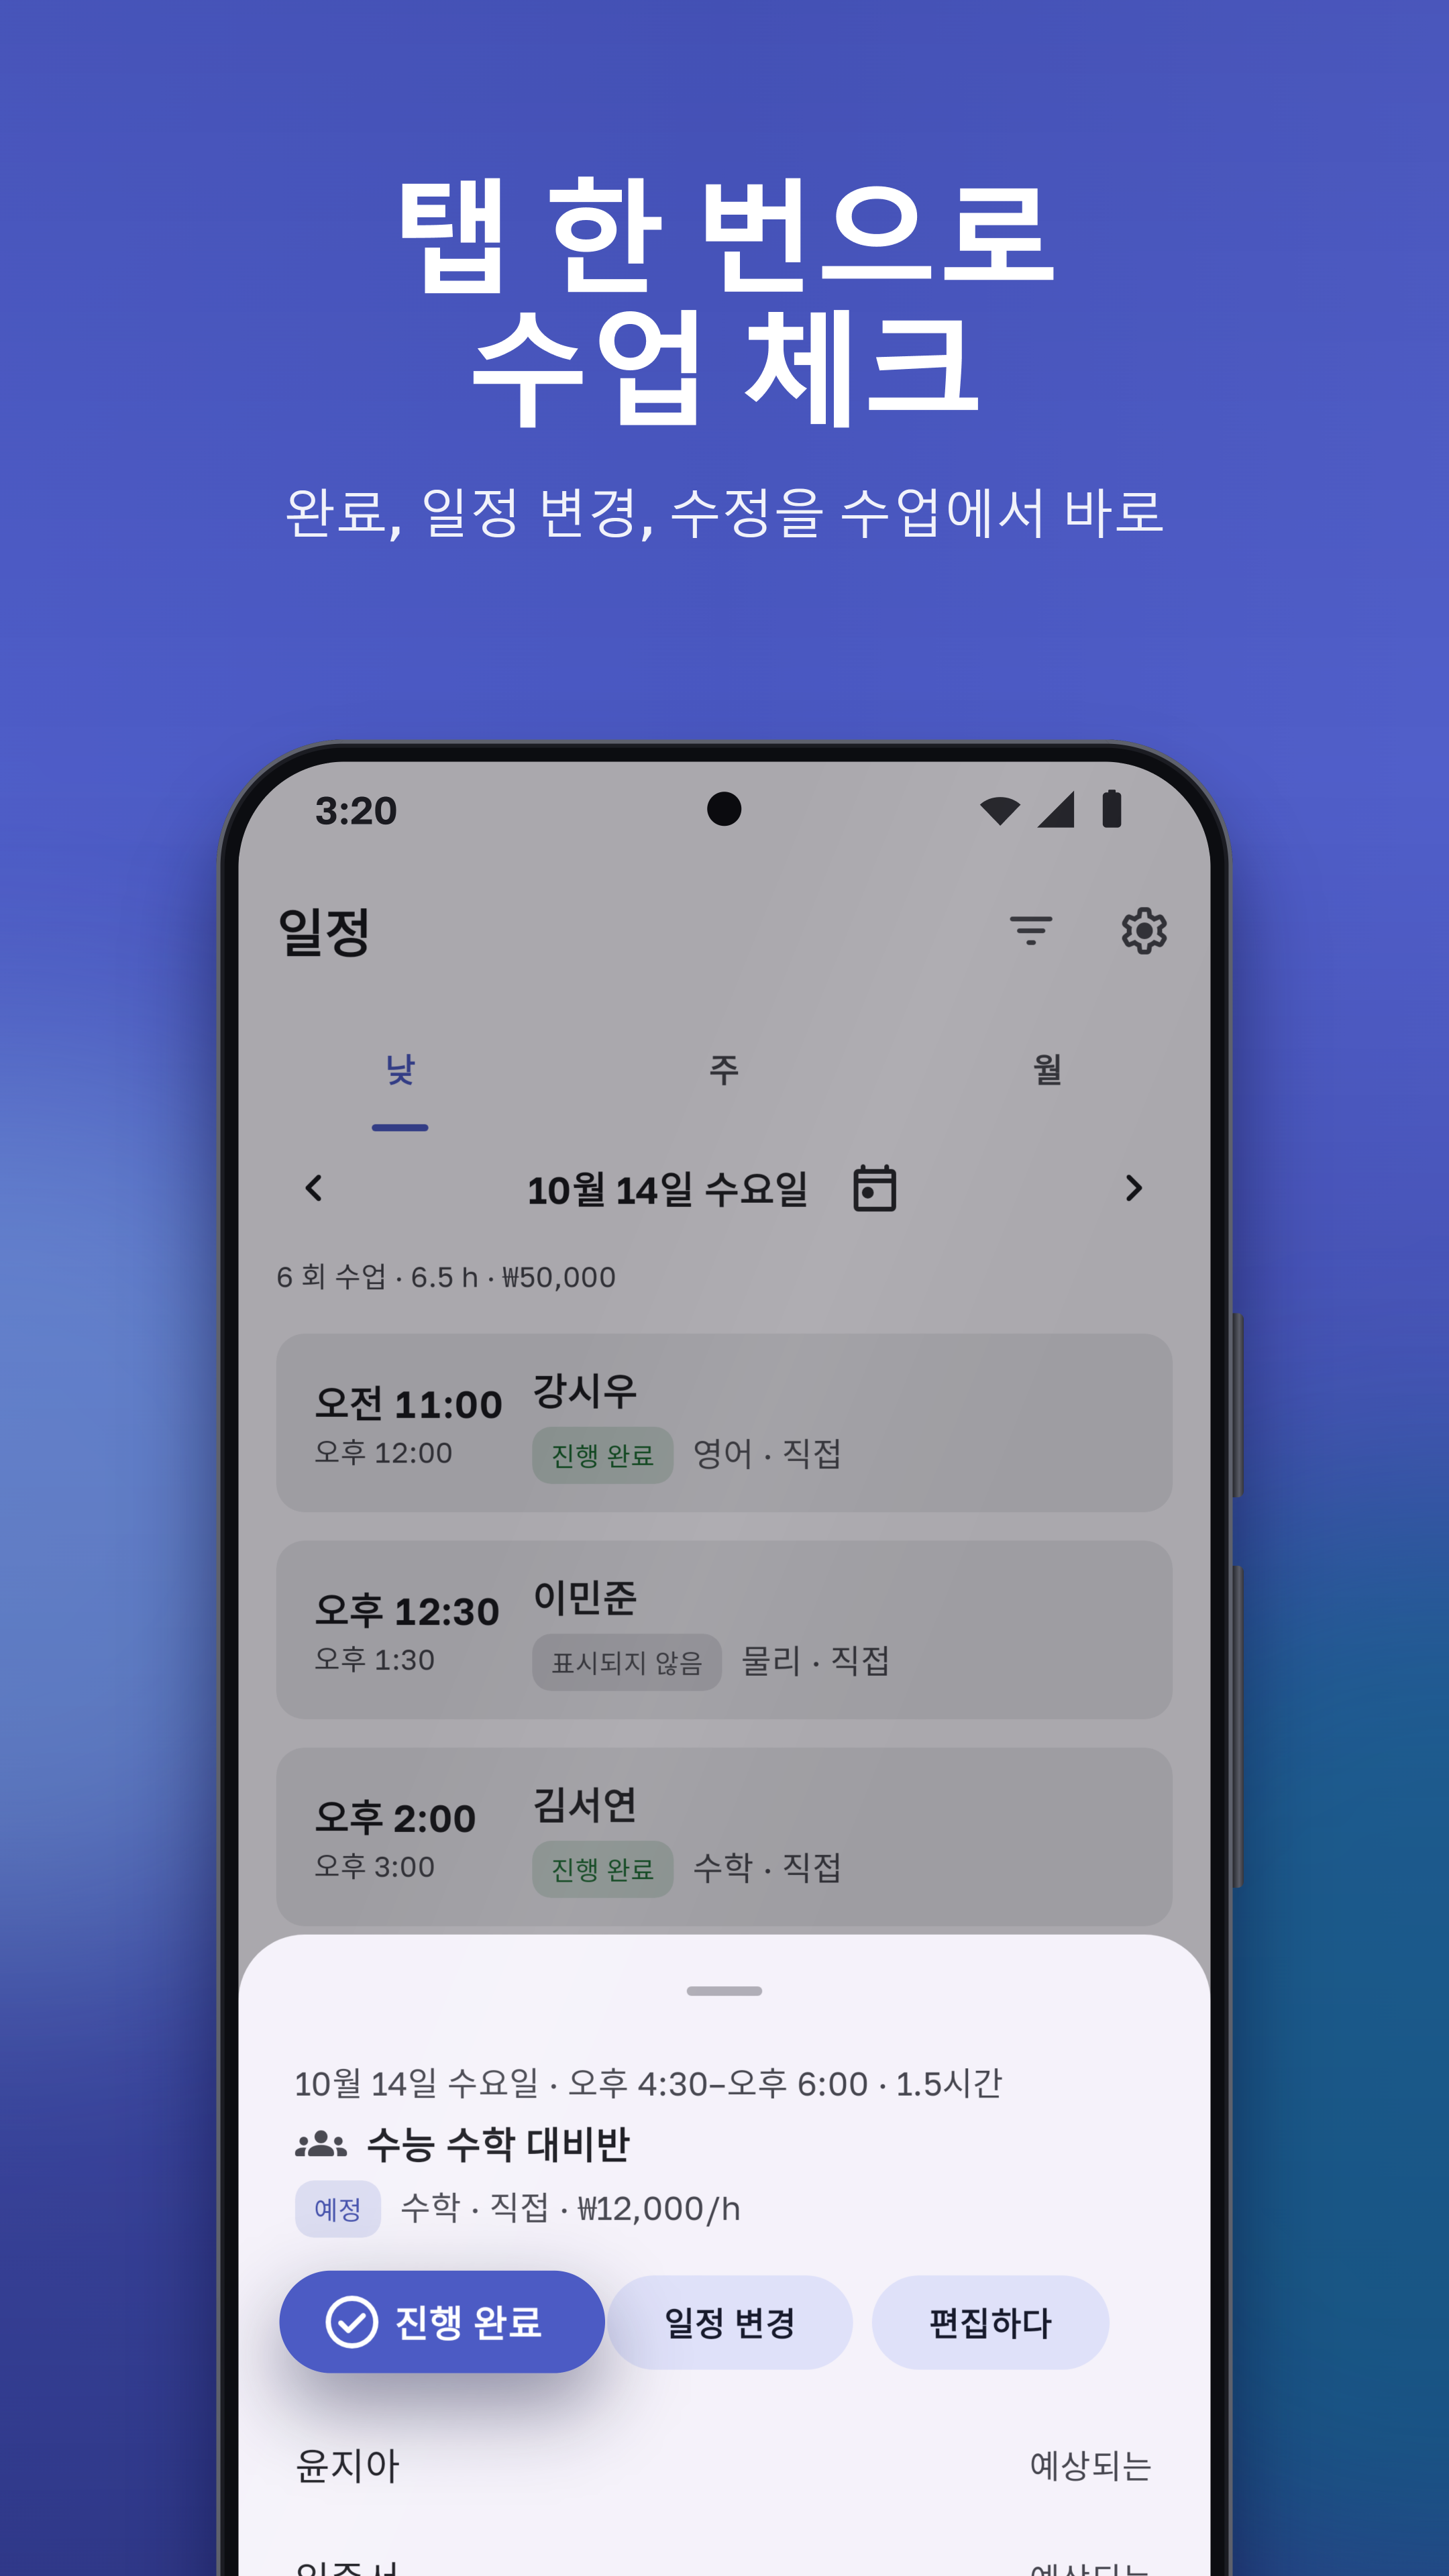 탭 한 번으로
수업 체크
완료, 일정 변경, 수정을 수업에서 바로
3:20
일정
낮 주 월
10월 14일 수요일
6 회 수업 · 6.5 h · ₩50,000
오전 11:00 강시우
오후 12:00 진행 완료 영어 · 직접
오후 12:30 이민준
오후 1:30 표시되지 않음 물리 · 직접
오후 2:00 김서연
오후 3:00 진행 완료 수학 · 직접
10월 14일 수요일 · 오후 4:30–오후 6:00 · 1.5시간
수능 수학 대비반
예정 수학 · 직접 · ₩12,000/h
진행 완료 일정 변경 편집하다
윤지아 예상되는